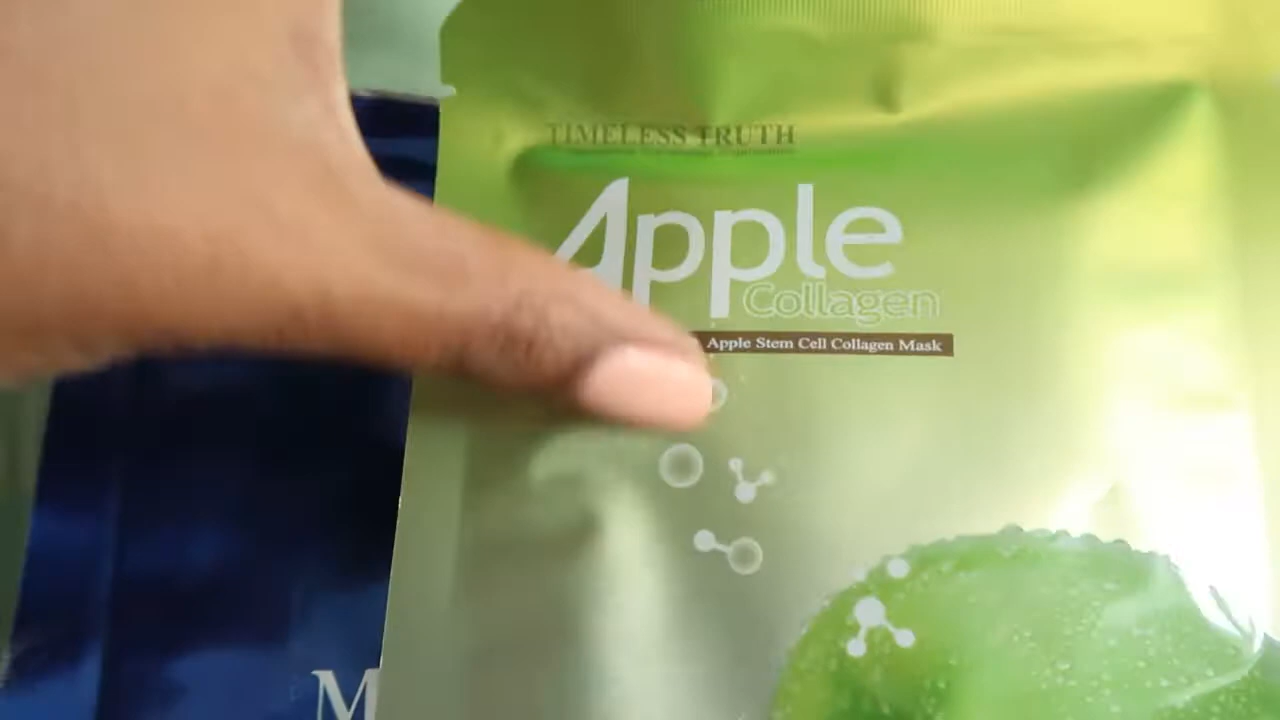 TIMELESS TRUTH
Apple
Collagen
Apple Stem Cell Collagen Mask
M